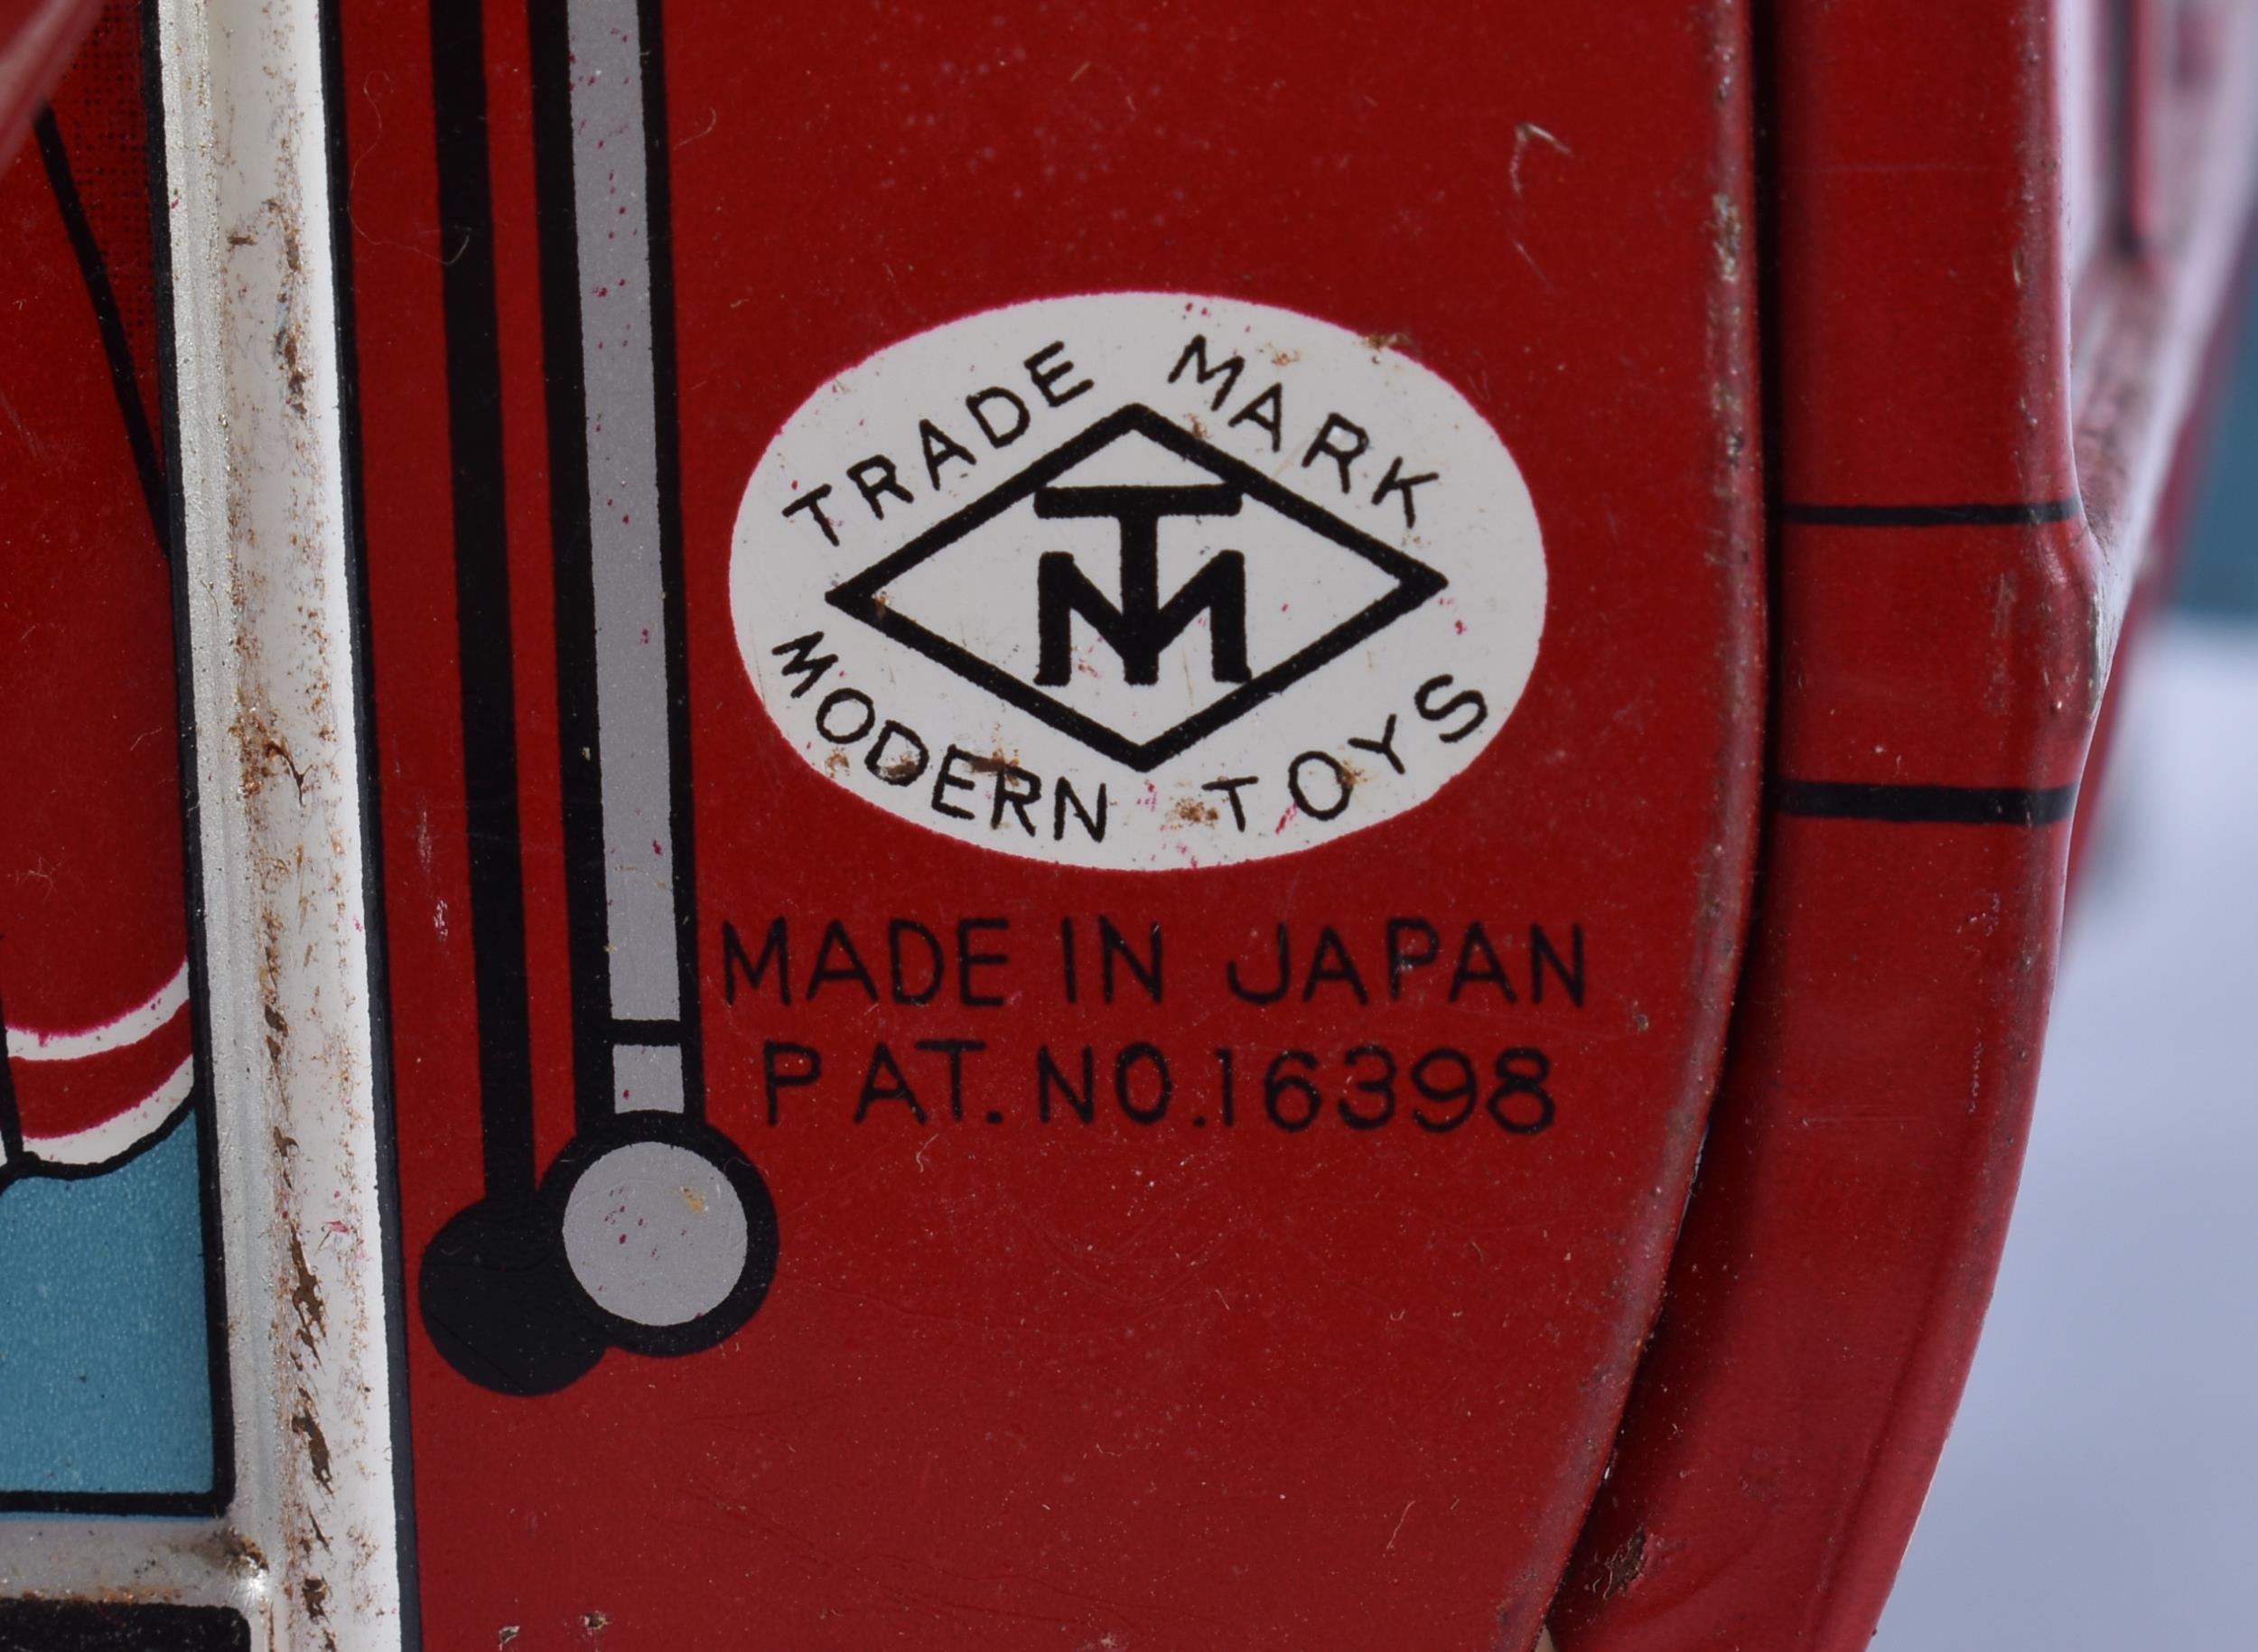 TRADE MARK
TM
MODERN TOYS
MADE IN JAPAN
PAT. NO. 16398